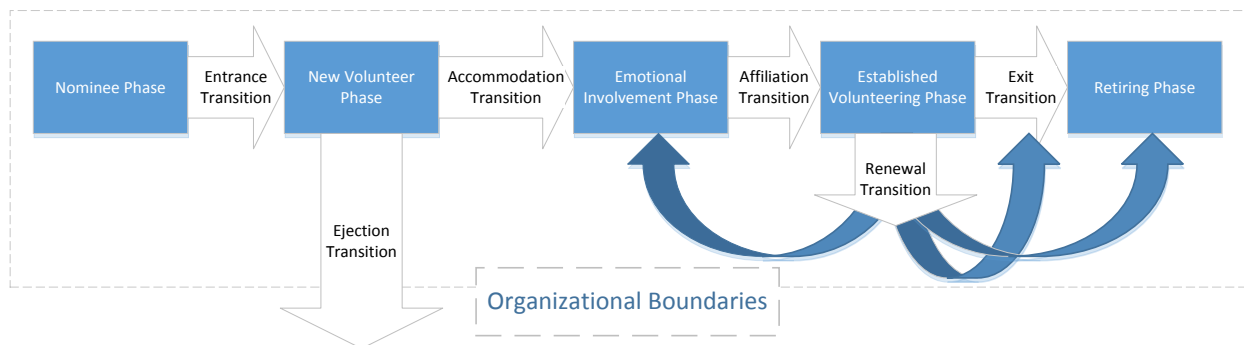 Nominee Phase
Entrance
Transition
New Volunteer
Phase
Accommodation
Transition
Emotional
Involvement Phase
Affiliation
Transition
Established
Volunteering Phase
Exit
Transition
Retiring Phase
Renewal
Transition
Ejection
Transition
Organizational Boundaries